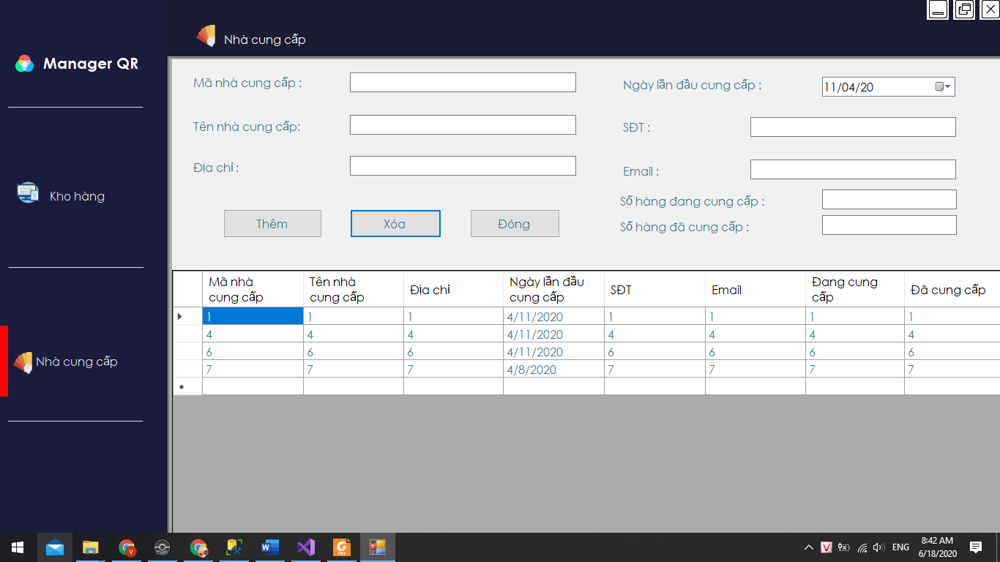 Nhà cung cấp
Manager QR
Kho hàng
Nhà cung cấp
Mã nhà cung cấp :
Ngày lần đầu cung cấp :
11/04/20
Tên nhà cung cấp:
SĐT :
Địa chỉ :
Email :
Số hàng đang cung cấp :
Thêm
Xóa
Đóng
Số hàng đã cung cấp :
Mã nhà cung cấp Tên nhà cung cấp Địa chỉ Ngày lần đầu cung cấp SĐT Email Đang cung cấp Đã cung cấp
1 1 1 4/11/2020 1 1 1 1
4 4 4 4/11/2020 4 4 4 4
6 6 6 4/11/2020 6 6 6 6
7 7 7 4/8/2020 7 7 7 7
ENG
8:42 AM
6/18/2020